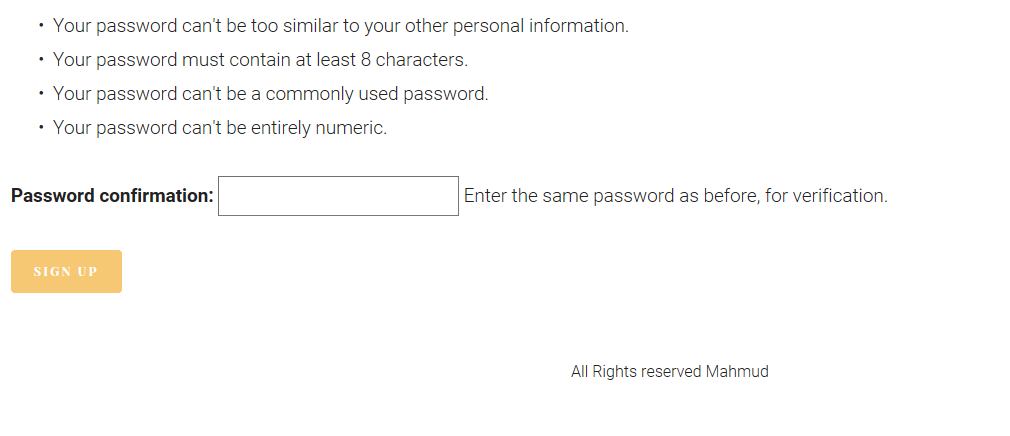 • Your password can't be too similar to your other personal information.
• Your password must contain at least 8 characters.
• Your password can't be a commonly used password.
• Your password can't be entirely numeric.
Password confirmation: Enter the same password as before, for verification.
SIGN UP
All Rights reserved Mahmud